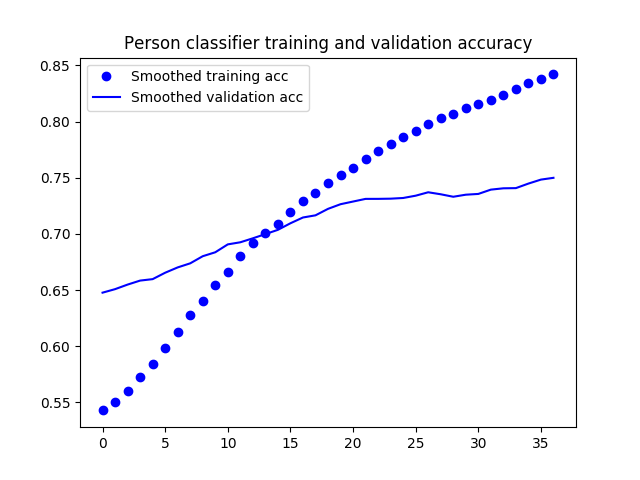 Person classifier training and validation accuracy
Smoothed training acc
Smoothed validation acc
0.85
0.80
0.75
0.70
0.65
0.60
0.55
0 5 10 15 20 25 30 35